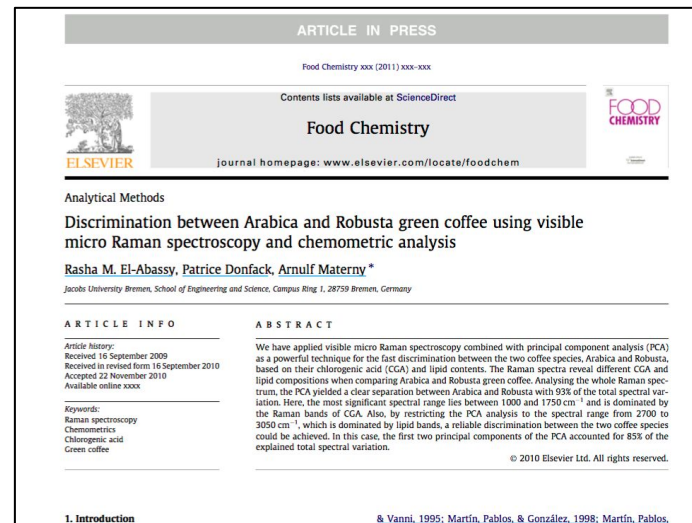 ARTICLE IN PRESS
Food Chemistry xxx (2011) xxx–xxx
Contents lists available at ScienceDirect
Food Chemistry
journal homepage: www.elsevier.com/locate/foodchem
ELSEVIER
FOOD
CHEMISTRY
Analytical Methods
Discrimination between Arabica and Robusta green coffee using visible
micro Raman spectroscopy and chemometric analysis
Rasha M. El-Abassy, Patrice Donfack, Arnulf Materny *
Jacobs University Bremen, School of Engineering and Science, Campus Ring 1, 28759 Bremen, Germany
ARTICLE INFO
Article history:
Received 16 September 2009
Received in revised form 16 September 2010
Accepted 22 November 2010
Available online xxxx
Keywords:
Raman spectroscopy
Chemometrics
Chlorogenic acid
Green coffee
ABSTRACT
We have applied visible micro Raman spectroscopy combined with principal component analysis (PCA)
as a powerful technique for the fast discrimination between the two coffee species, Arabica and Robusta,
based on their chlorogenic acid (CGA) and lipid contents. The Raman spectra reveal different CGA and
lipid compositions when comparing Arabica and Robusta green coffee. Analysing the whole Raman spec-
trum, the PCA yielded a clear separation between Arabica and Robusta with 93% of the total spectral var-
iation. Here, the most significant spectral range lies between 1000 and 1750 cm⁻¹ and is dominated by
the Raman bands of CGA. Also, by restricting the PCA analysis to the spectral range from 2700 to
3050 cm⁻¹, which is dominated by lipid bands, a reliable discrimination between the two coffee species
could be achieved. In this case, the first two principal components of the PCA accounted for 85% of the
explained total spectral variation.
© 2010 Elsevier Ltd. All rights reserved.
1. Introduction
& Vanni, 1995; Martín, Pablos, & González, 1998; Martín, Pablos,